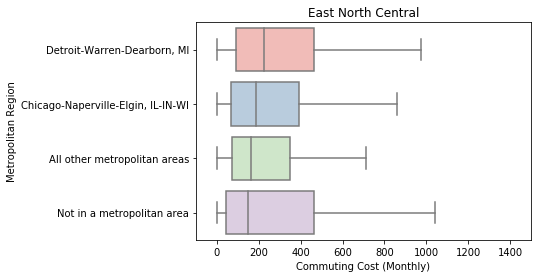 East North Central
Metropolitan Region
Detroit-Warren-Dearborn, MI
Chicago-Naperville-Elgin, IL-IN-WI
All other metropolitan areas
Not in a metropolitan area
0 200 400 600 800 1000 1200 1400
Commuting Cost (Monthly)